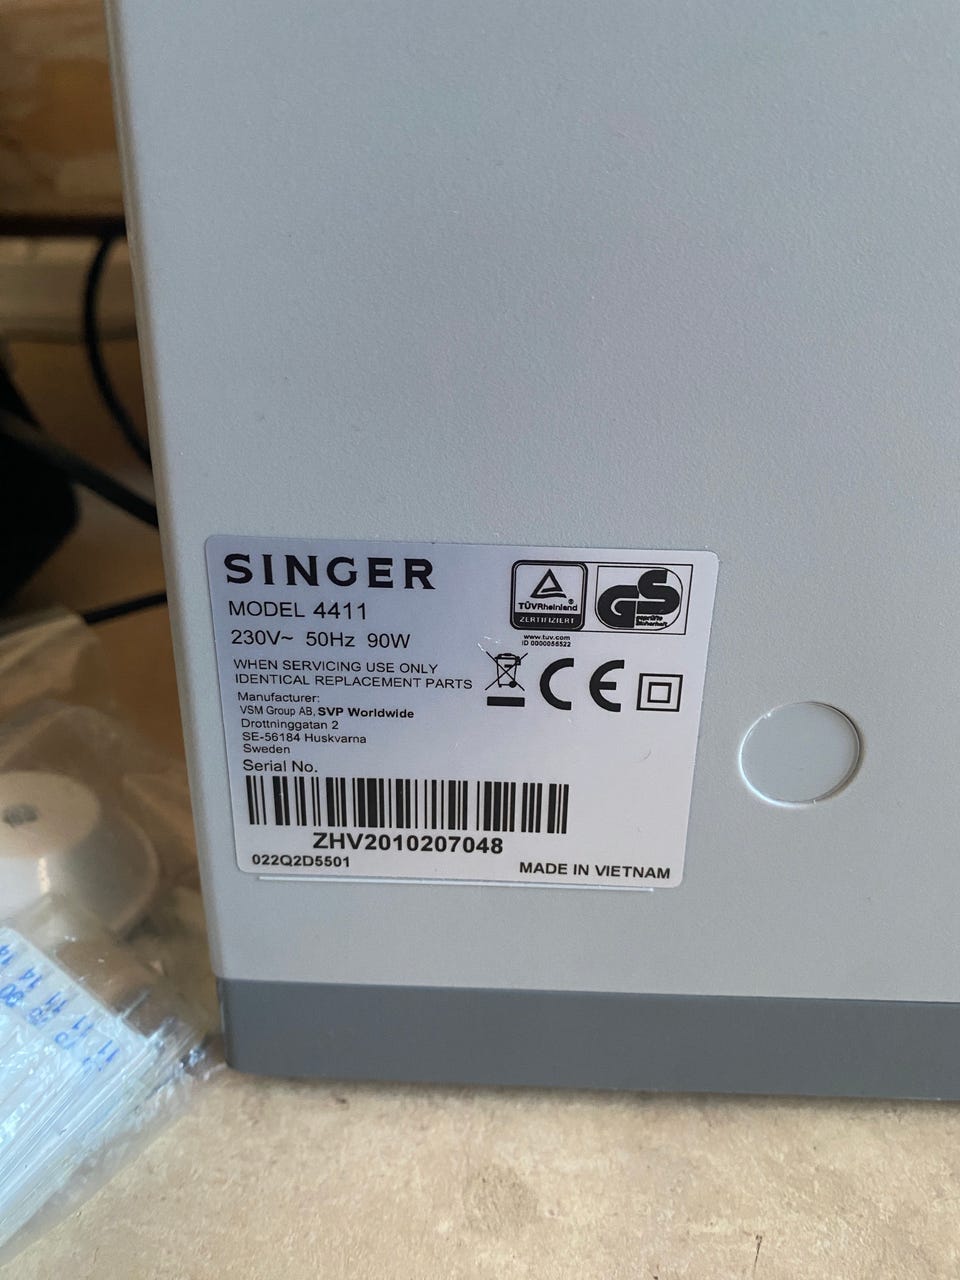 SINGER
MODEL 4411
230V~ 50Hz 90W
WHEN SERVICING USE ONLY
IDENTICAL REPLACEMENT PARTS
Manufacturer:
VSM Group AB, SVP Worldwide
Drottninggatan 2
SE-56184 Huskvarna
Sweden
Serial No.
ZHV2010207048
022Q2D5501
MADE IN VIETNAM
TÜVRheinland®
ZERTIFIZIERT
www.tuv.com
ID 0000056522
GS
geprüfte
Sicherheit
CE